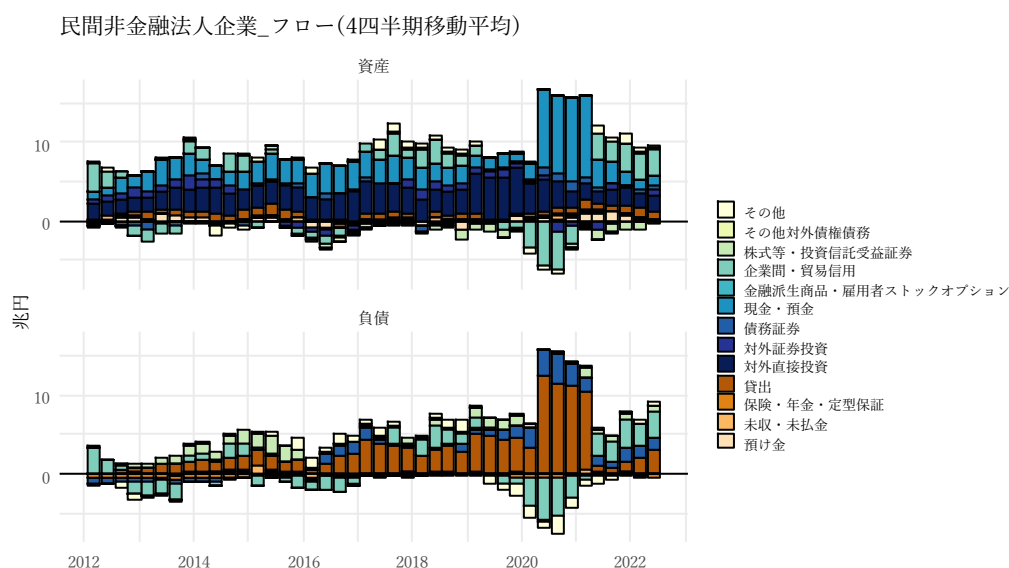 民間非金融法人企業_フロー(4四半期移動平均)
資産
10
0
兆円
負債
10
0
2012 2014 2016 2018 2020 2022
その他
その他対外債権債務
株式等・投資信託受益証券
企業間・貿易信用
金融派生商品・雇用者ストックオプション
現金・預金
債務証券
対外証券投資
対外直接投資
貸出
保険・年金・定型保証
未収・未払金
預け金